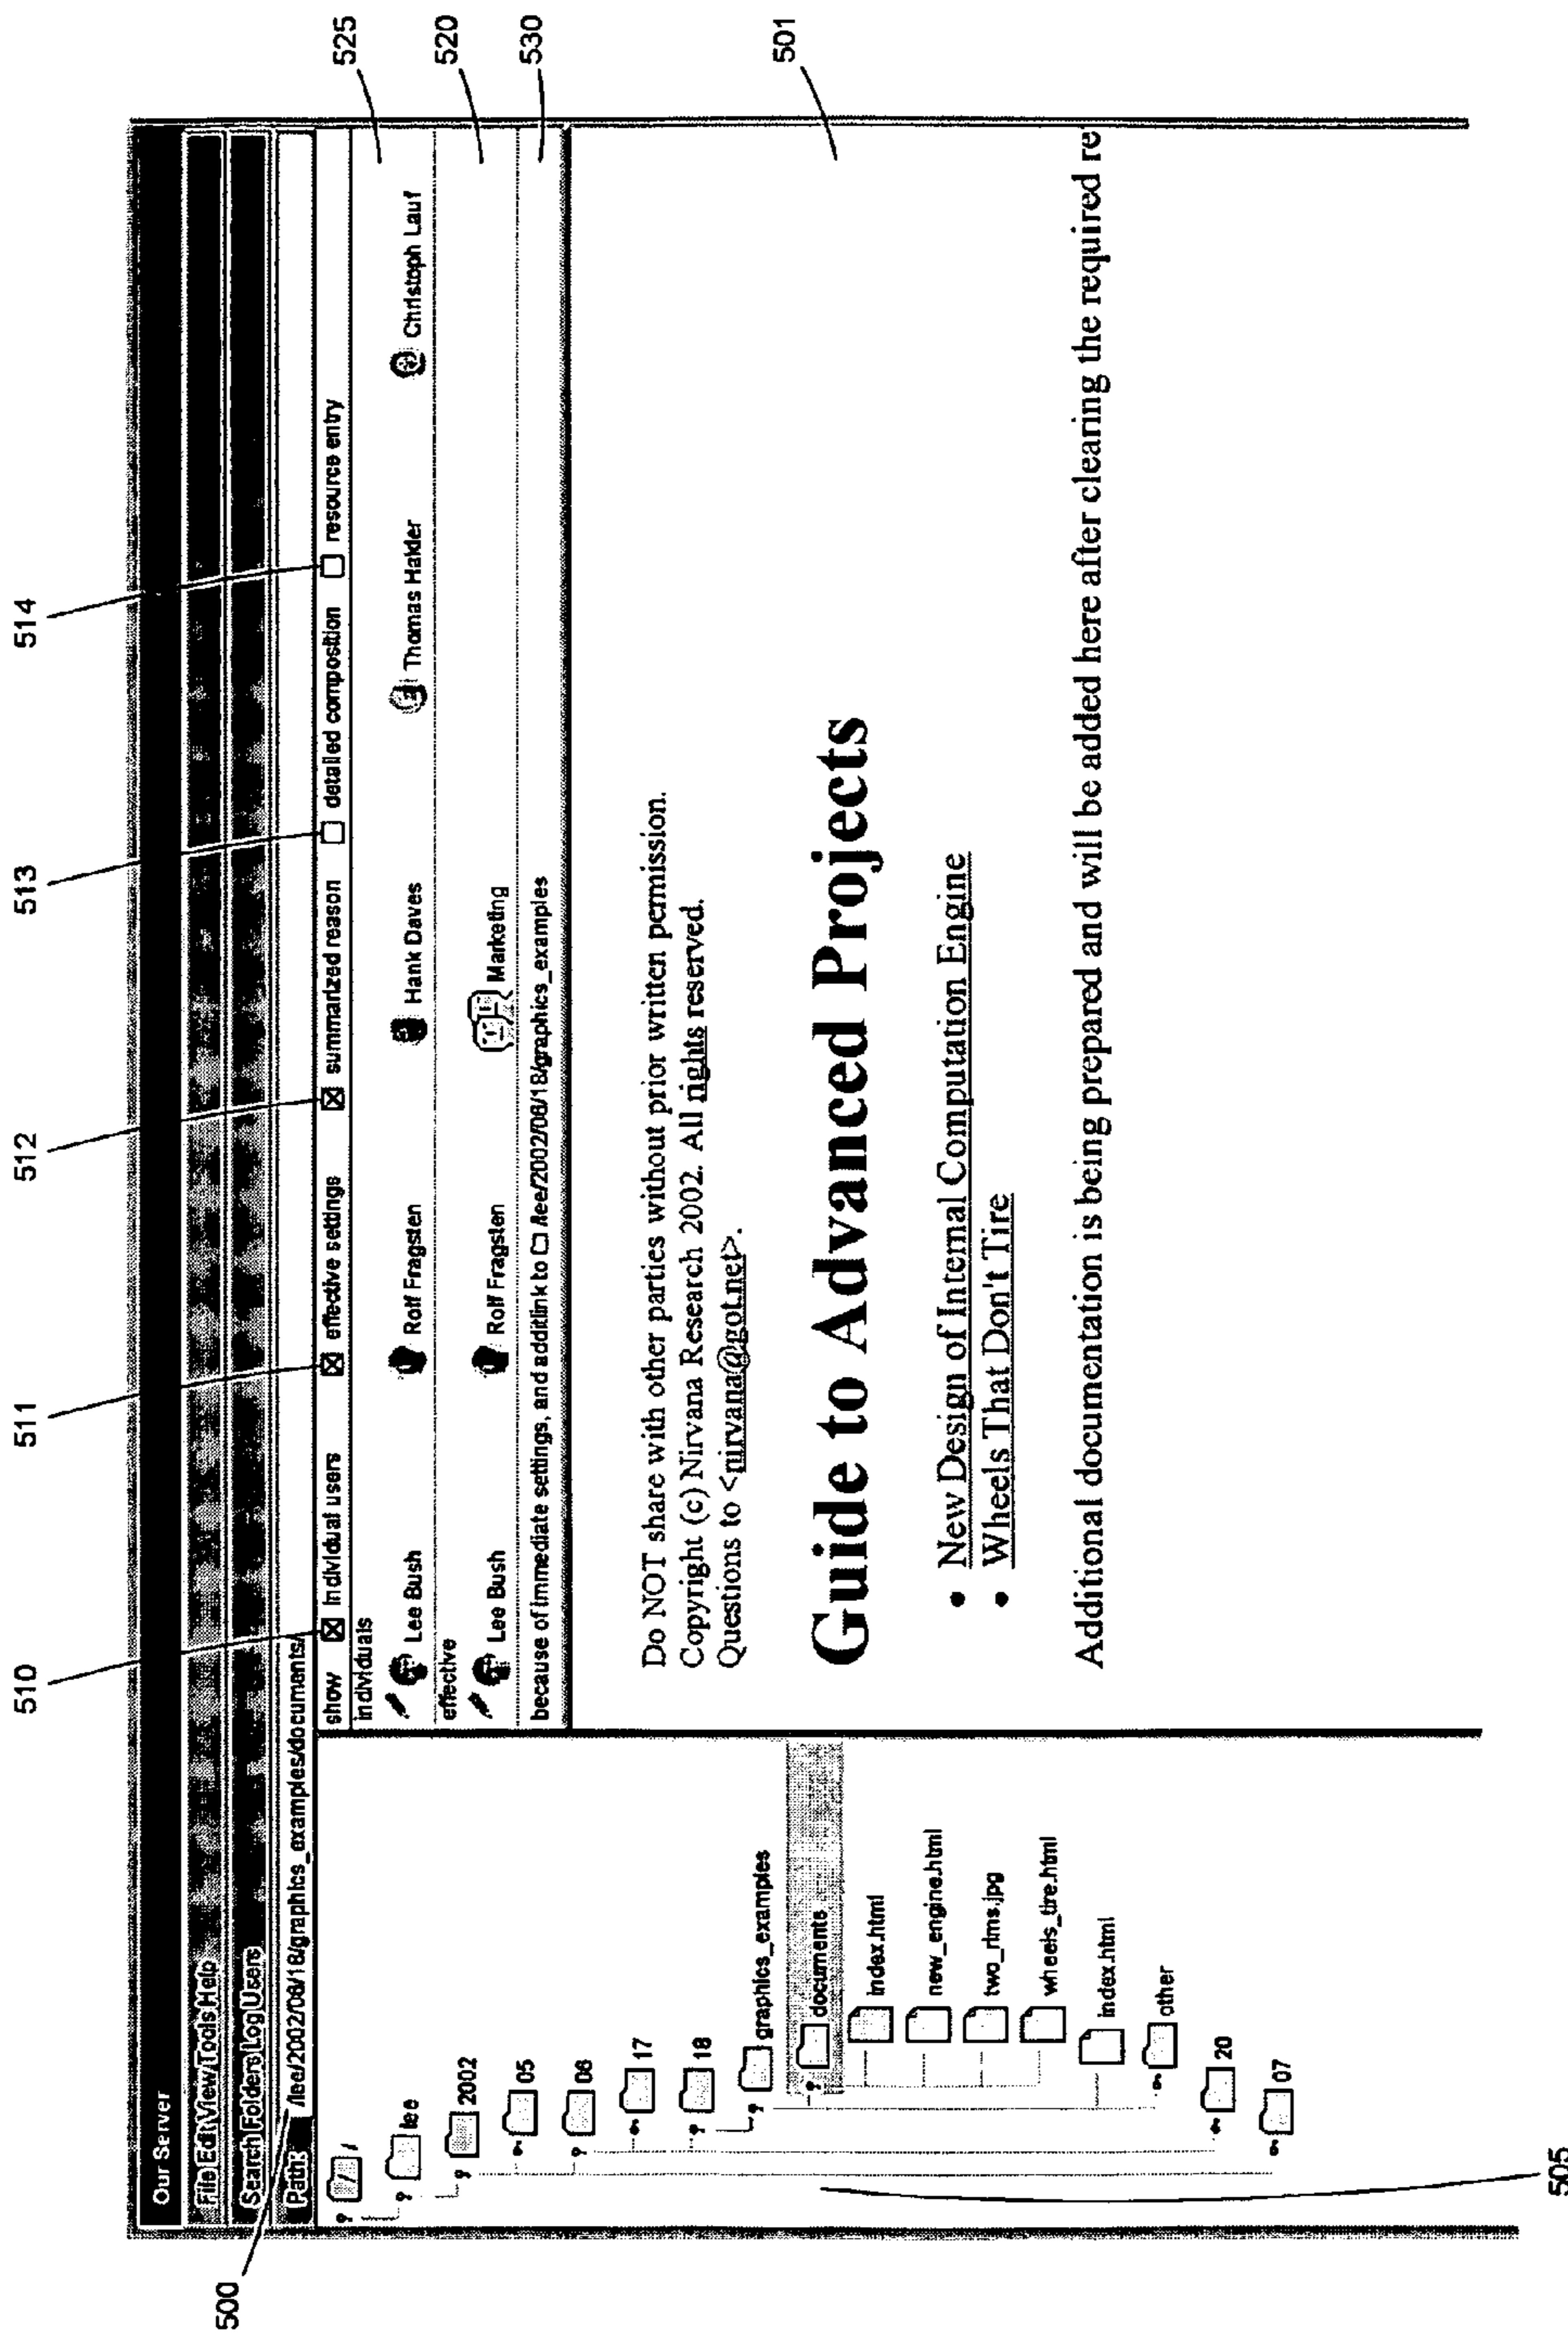 510 511 512 513 514
500
Our Server
File Edit View Tools Help
Search Folders Log Users
Path: /lee/2002/06/18/graphics_examples/documents/
show individual users effective settings summarized reason detailed composition resource entry
individuals
Lee Bush Rolf Fragsten Hank Daves Thomas Halder Christoph Lauf
525
effective
Lee Bush Rolf Fragsten Marketing
520
because of immediate settings, and additlink to /lee/2002/06/18/graphics_examples
530
/
lee
2002
05
06
17
18
graphics_examples
documents
index.html
new_engine.html
two_rims.jpg
wheels_tire.html
index.html
other
20
07
505
Do NOT share with other parties without prior written permission.
Copyright (c) Nirvana Research 2002. All rights reserved.
Questions to <nirvana@got.net>.
501
Guide to Advanced Projects
• New Design of Internal Computation Engine
• Wheels That Don't Tire
Additional documentation is being prepared and will be added here after clearing the required re